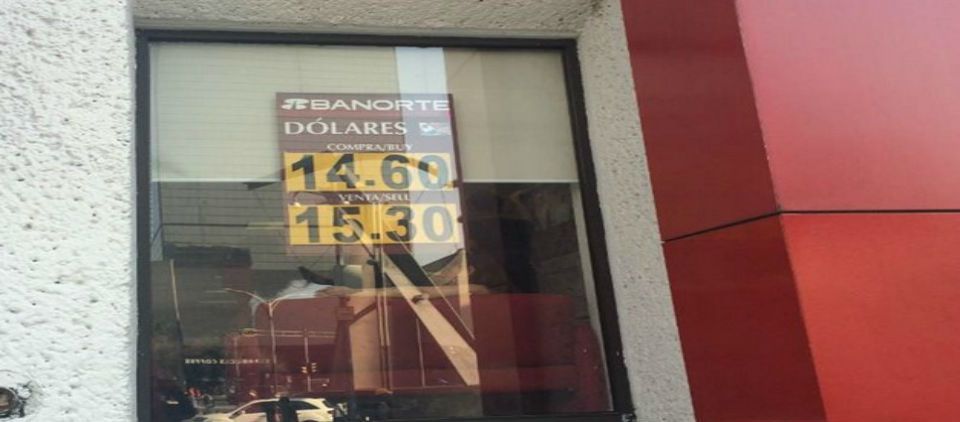 BANORTE
DÓLARES
COMPRA/BUY
14.60
VENTA/SELL
15.30